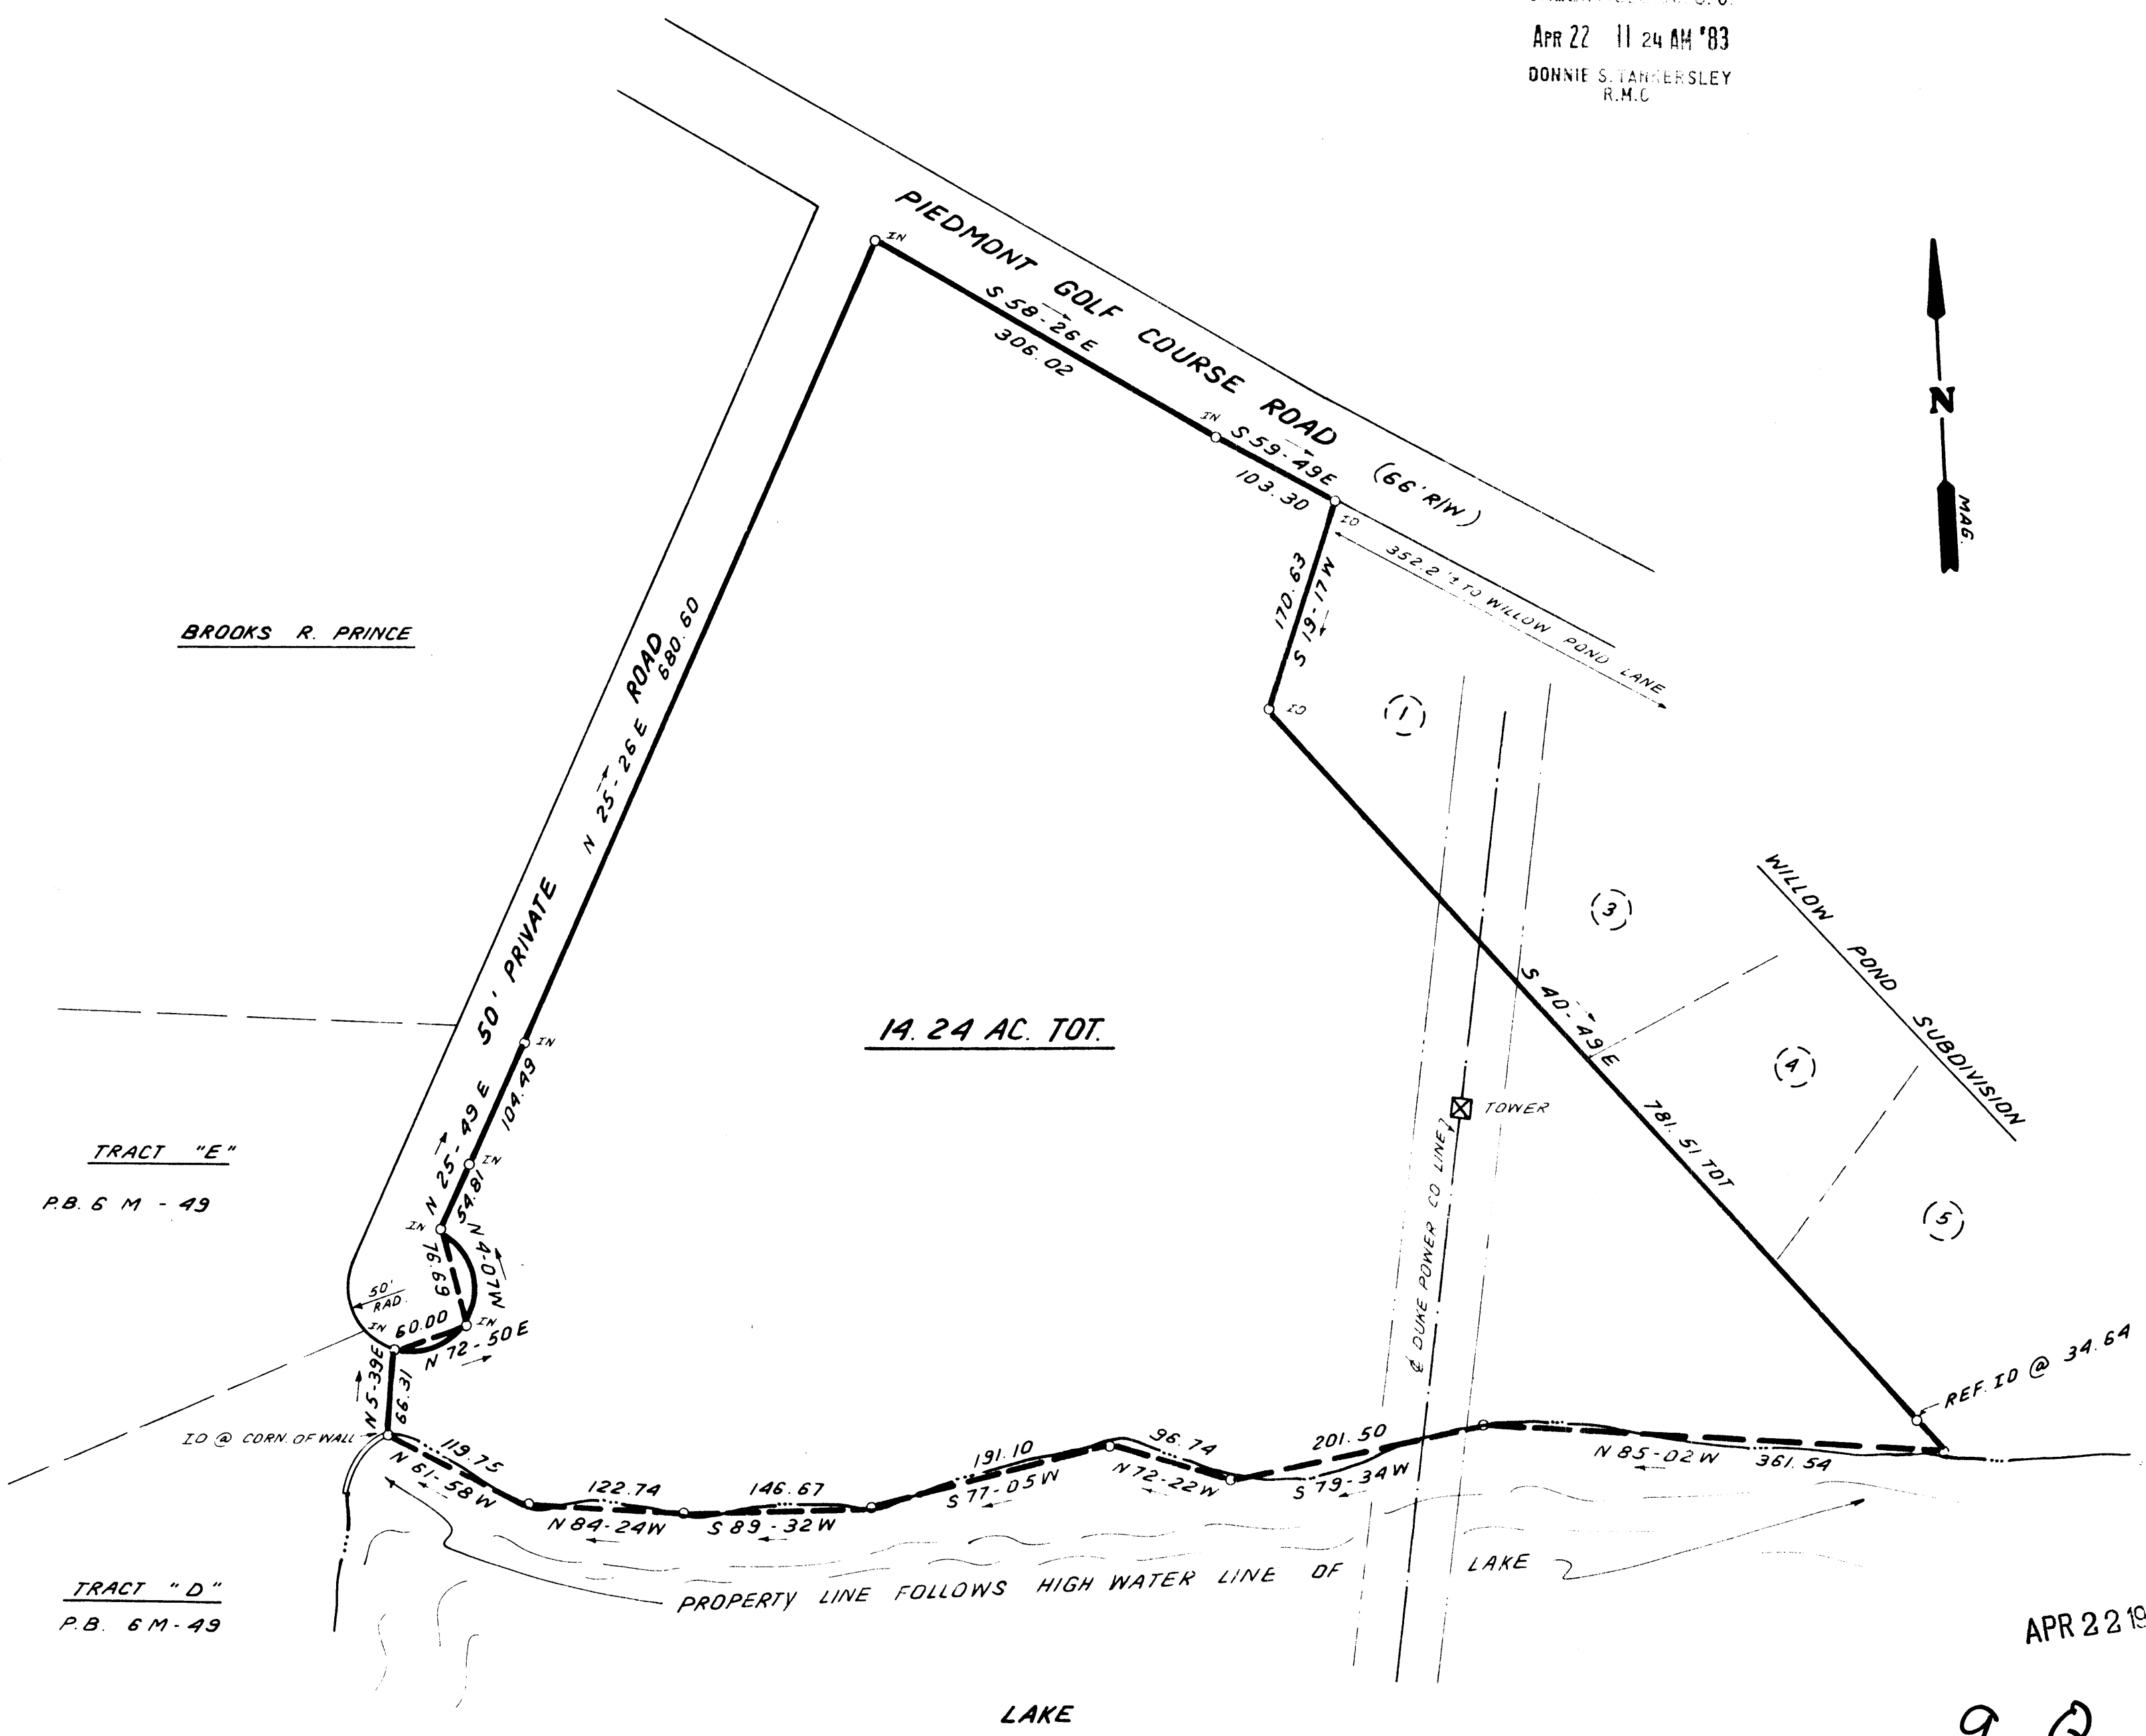 APR 22 11 24 AM '83
DONNIE S. TANKERSLEY
R.M.C
PIEDMONT GOLF COURSE ROAD (66' R/W)
IN
S 58-26 E
306.02
IN
S 59-49 E
103.30
IO
352.2'± TO WILLOW POND LANE
N
MAG.
170.63
S 19-17 W
IO
1
BROOKS R. PRINCE
50' PRIVATE ROAD
N 25-26 E
680.60
3
WILLOW POND SUBDIVISION
S 40-49 E
781.51 TOT
4
5
14.24 AC. TOT.
IN
N 25-49 E
104.49
TOWER
℄ DUKE POWER CO LINE
TRACT "E"
P.B. 6 M - 49
IN
54.81
IN
N 4-07 W
76.69
50'
RAD.
IN
60.00
IN
N 72-50 E
N 5-39 E
66.31
IO @ CORN. OF WALL
REF. IO @ 34.64
119.75
N 61-58 W
122.74
N 84-24 W
146.67
S 89-32 W
191.10
S 77-05 W
96.74
N 72-22 W
201.50
S 79-34 W
N 85-02 W
361.54
PROPERTY LINE FOLLOWS HIGH WATER LINE OF LAKE
TRACT "D"
P.B. 6 M - 49
APR 22 19
LAKE
9